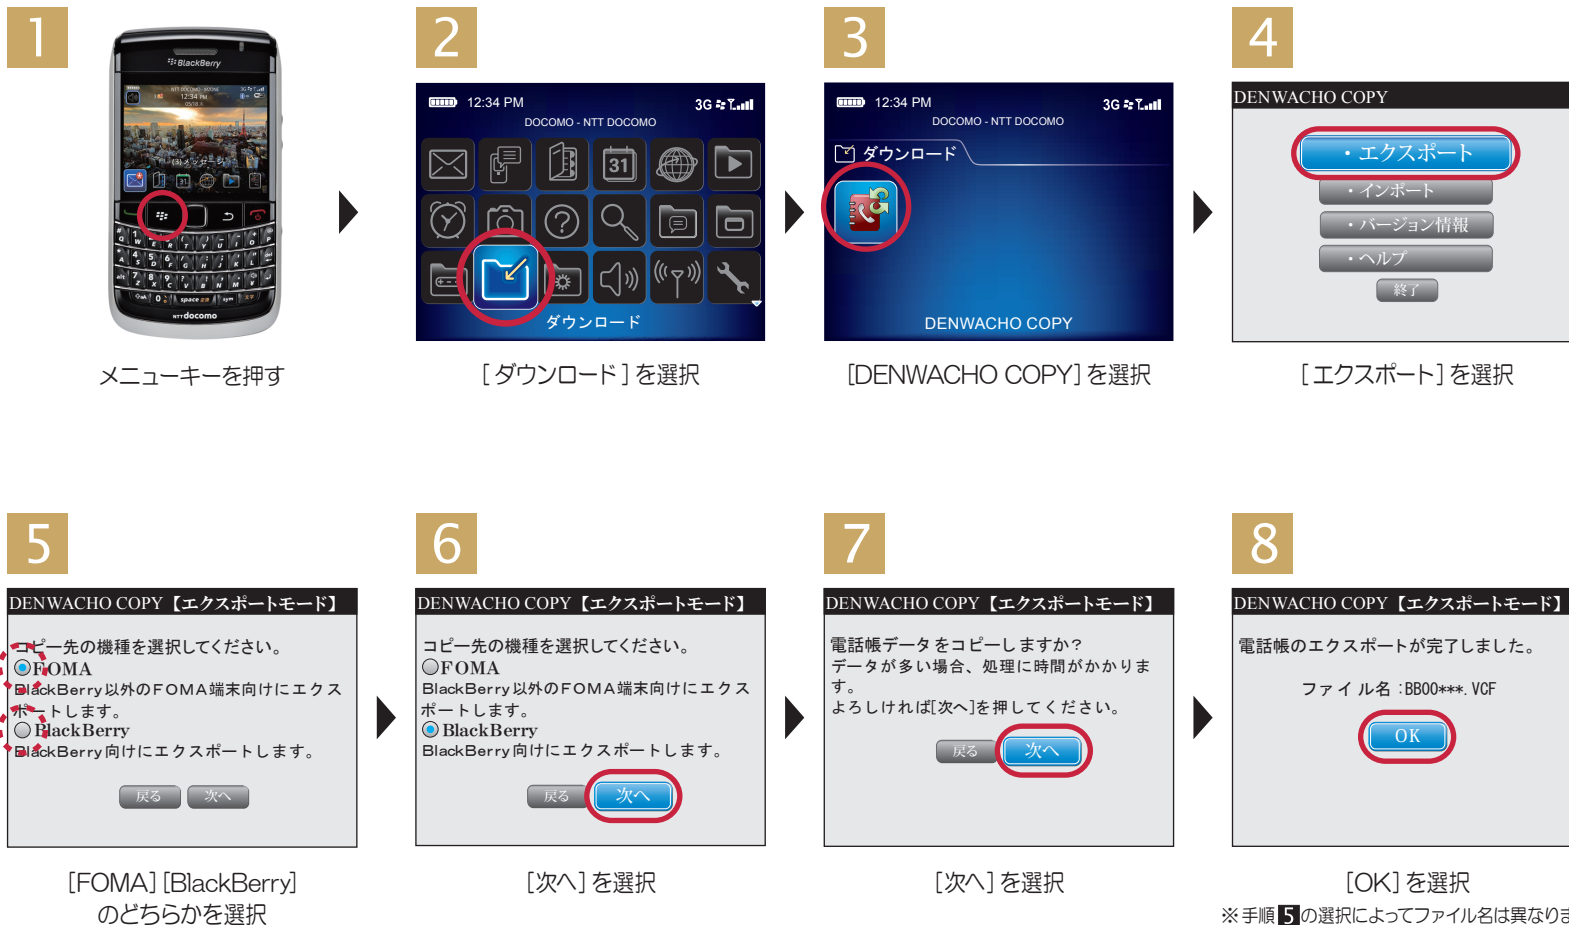 1
BlackBerry
NTT docomo
メニューキーを押す
2
12:34 PM
3G
DOCOMO - NTT DOCOMO
31
ダウンロード
[ダウンロード]を選択
3
12:34 PM
3G
DOCOMO - NTT DOCOMO
ダウンロード
DENWACHO COPY
[DENWACHO COPY]を選択
4
DENWACHO COPY
・エクスポート
・インポート
・バージョン情報
・ヘルプ
終了
[エクスポート]を選択
5
DENWACHO COPY【エクスポートモード】
コピー先の機種を選択してください。
FOMA
BlackBerry以外のFOMA端末向けにエクス
ポートします。
BlackBerry
BlackBerry向けにエクスポートします。
戻る 次へ
[FOMA][BlackBerry]
のどちらかを選択
6
DENWACHO COPY【エクスポートモード】
コピー先の機種を選択してください。
FOMA
BlackBerry以外のFOMA端末向けにエクス
ポートします。
BlackBerry
BlackBerry向けにエクスポートします。
戻る 次へ
[次へ]を選択
7
DENWACHO COPY【エクスポートモード】
電話帳データをコピーしますか?
データが多い場合、処理に時間がかかりま
す。
よろしければ[次へ]を押してください。
戻る 次へ
[次へ]を選択
8
DENWACHO COPY【エクスポートモード】
電話帳のエクスポートが完了しました。
ファイル名:BB00***.VCF
OK
[OK]を選択
※手順5の選択によってファイル名は異なりま